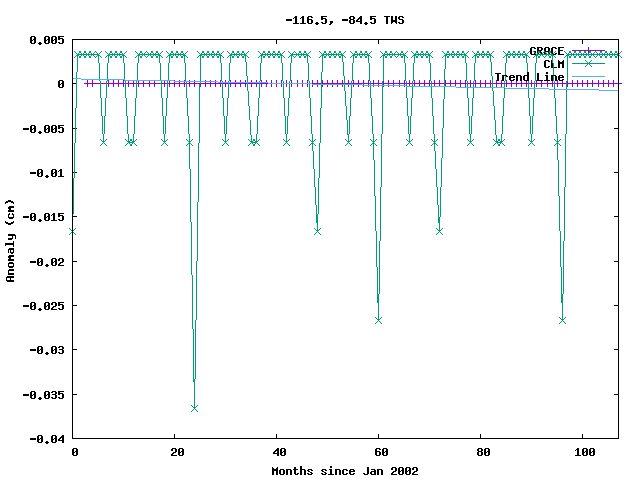 -116.5, -84.5 TWS
0.005
GRACE
CLM
0
Trend Line
-0.005
-0.01
-0.015
Anomaly (cm)
-0.02
-0.025
-0.03
-0.035
-0.04
0 20 40 60 80 100
Months since Jan 2002